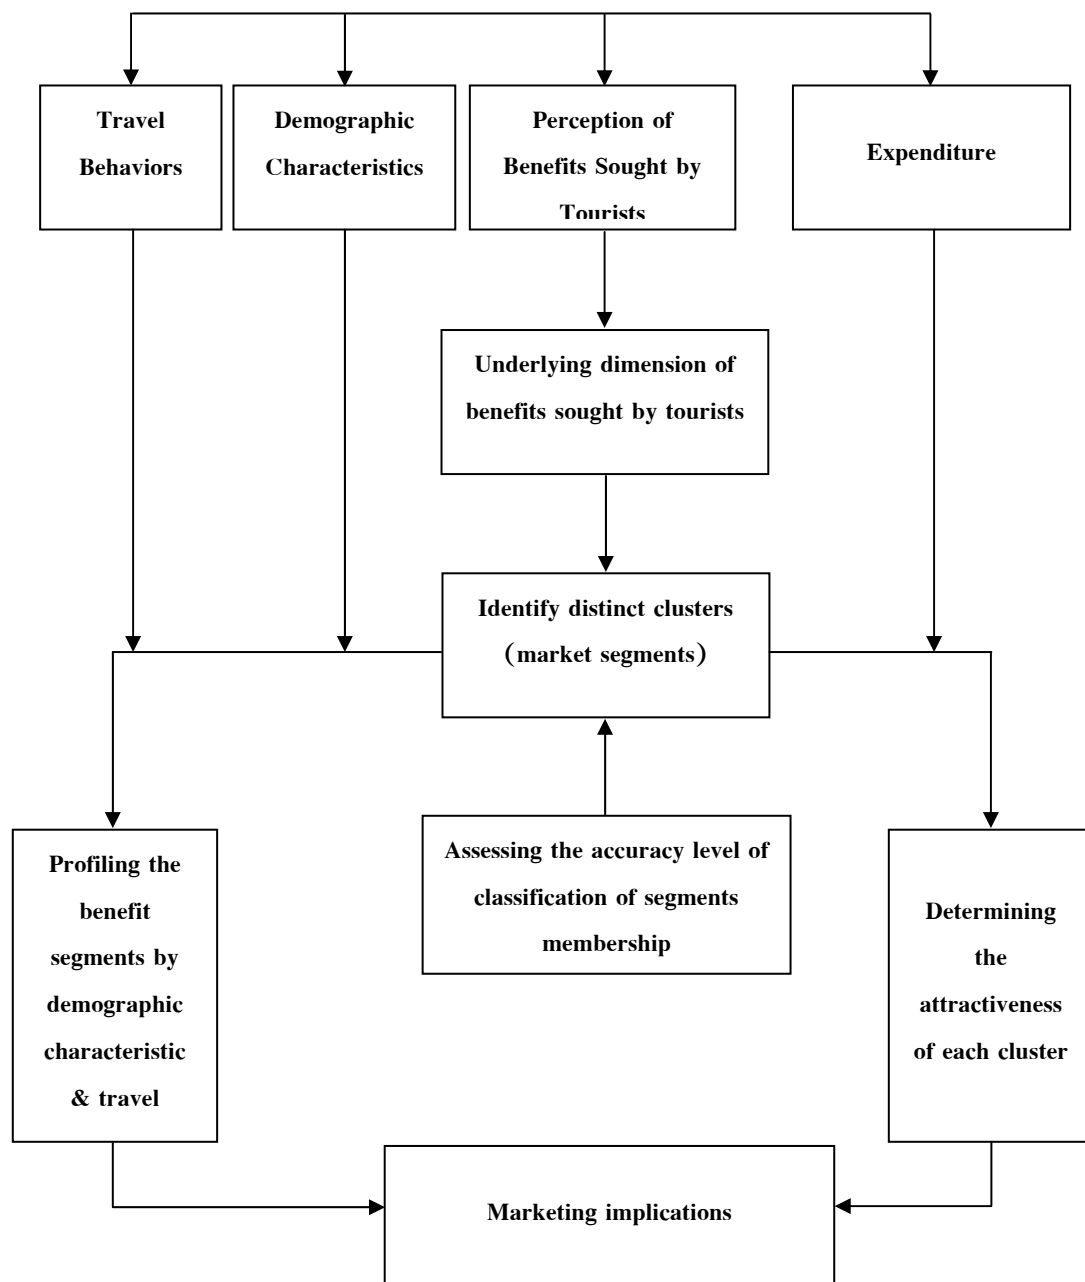 Travel
Behaviors
Demographic
Characteristics
Perception of
Benefits Sought by
Tourists
Expenditure
Underlying dimension of
benefits sought by tourists
Identify distinct clusters
(market segments)
Profiling the
benefit
segments by
demographic
characteristic
& travel
Assessing the accuracy level of
classification of segments
membership
Determining
the
attractiveness
of each cluster
Marketing implications